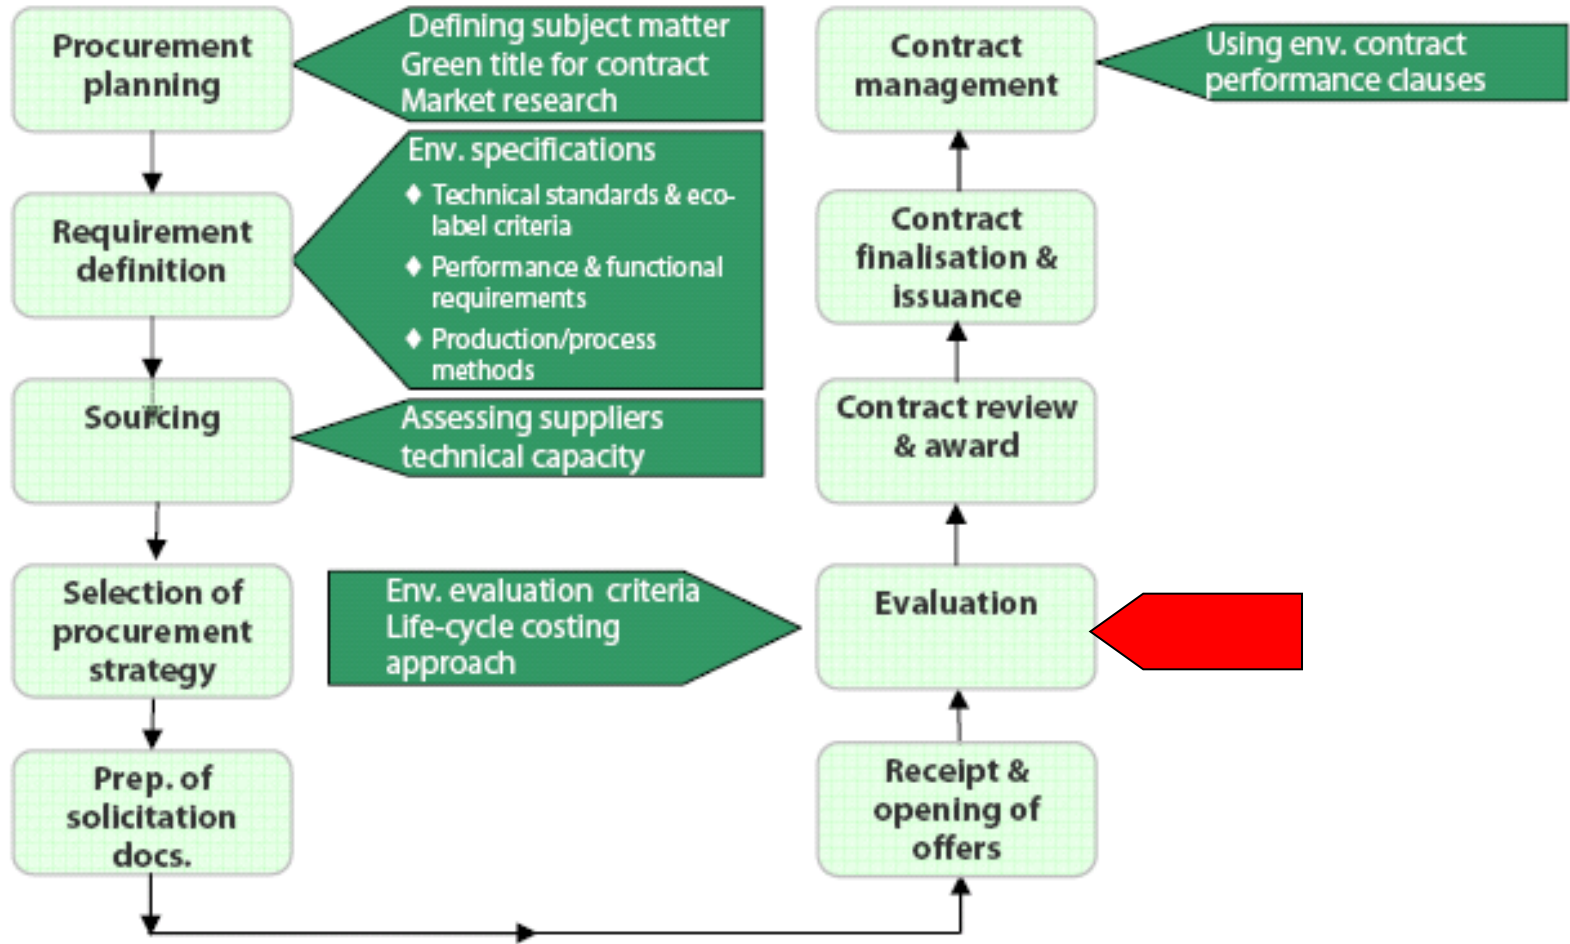 Procurement
planning
Defining subject matter
Green title for contract
Market research
Requirement
definition
Env. specifications
♦ Technical standards & eco-
label criteria
♦ Performance & functional
requirements
♦ Production/process
methods
Sourcing
Assessing suppliers
technical capacity
Selection of
procurement
strategy
Prep. of
solicitation
docs.
Receipt &
opening of
offers
Evaluation
Env. evaluation criteria
Life-cycle costing
approach
Contract review
& award
Contract
finalisation &
issuance
Contract
management
Using env. contract
performance clauses